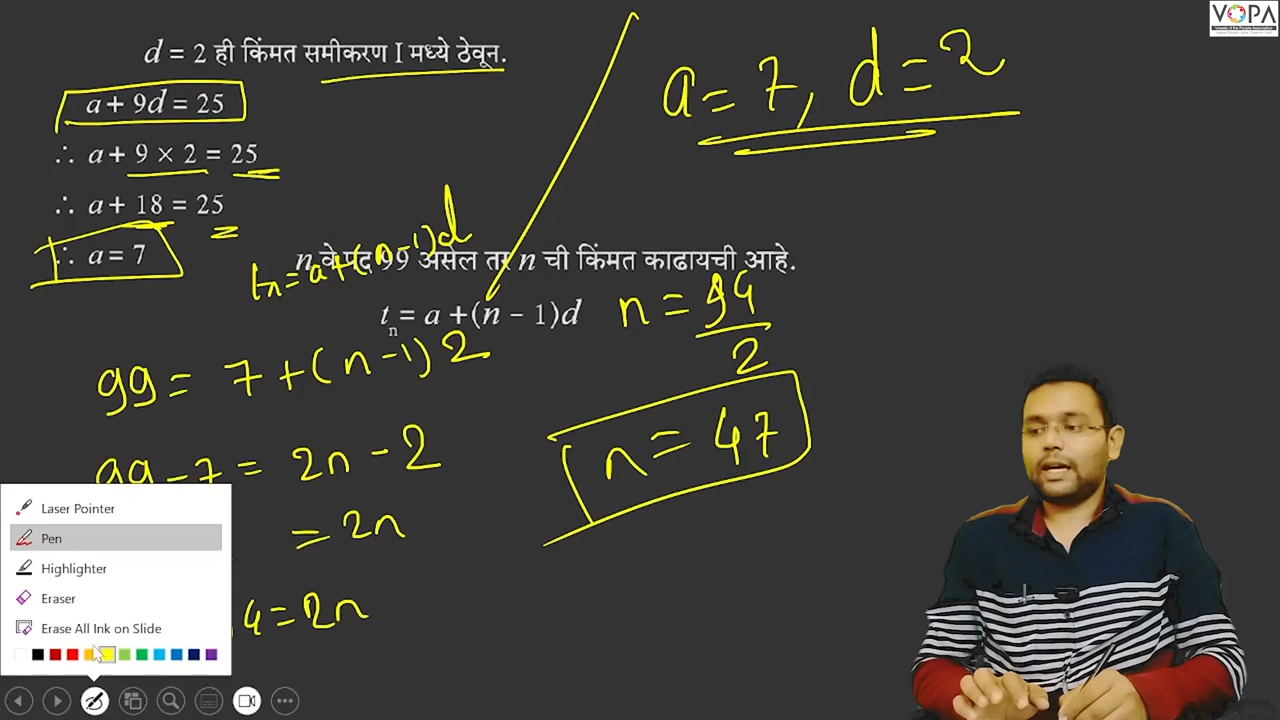 VOPA
d = 2 ही किंमत समीकरण I मध्ये ठेवून.
a = 7, d = 2
a + 9d = 25
∴ a + 9 × 2 = 25
∴ a + 18 = 25
∴ a = 7
n वे पद 99 असेल तर n ची किंमत काढायची आहे.
tn = a + (n-1)d
tn = a + (n − 1)d
n = 94/2
99 = 7 + (n-1) 2
n = 47
99 - 7 = 2n - 2
= 2n
4 = 2n
Laser Pointer
Pen
Highlighter
Eraser
Erase All Ink on Slide